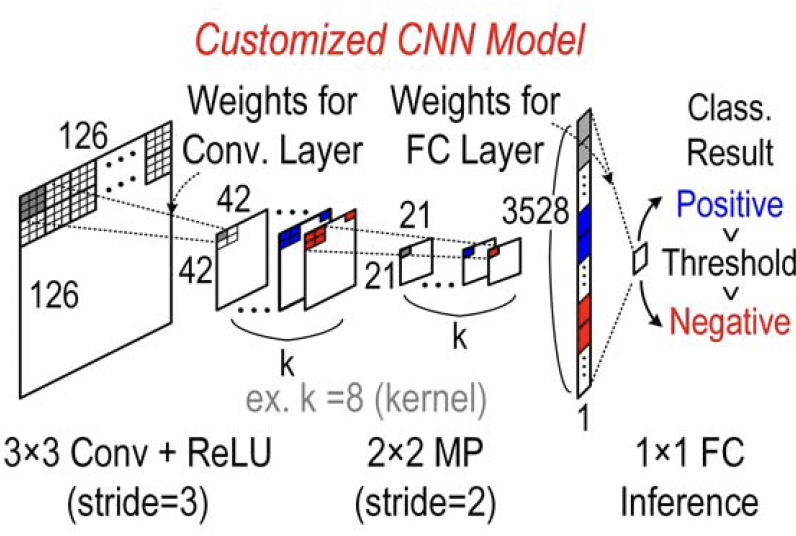 Customized CNN Model
126
Weights for
Conv. Layer
Weights for
FC Layer
Class.
Result
126
42
42
k
21
21
k
3528
1
Positive
Threshold
Negative
ex. k =8 (kernel)
3×3 Conv + ReLU
(stride=3)
2×2 MP
(stride=2)
1×1 FC
Inference